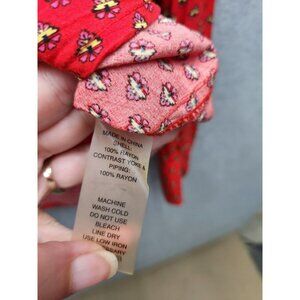 MADE IN CHINA
SHELL:
100% RAYON
CONTRAST YOKE &
PIPING:
100% RAYON
MACHINE
WASH COLD
DO NOT USE
BLEACH
LINE DRY
USE LOW IRON